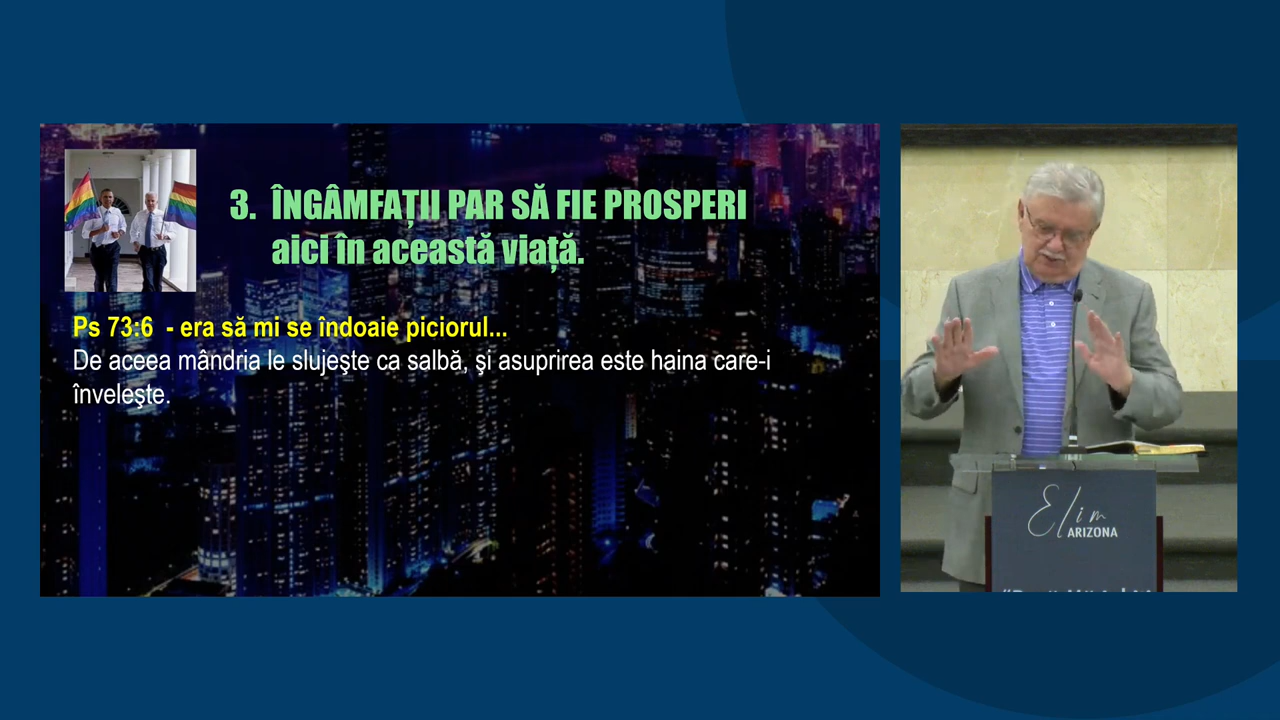 3. ÎNGÂMFAȚII PAR SĂ FIE PROSPERI
aici în această viață.
Ps 73:6 - era să mi se îndoaie piciorul...
De aceea mândria le slujeşte ca salbă, şi asuprirea este haina care-i
înveleşte.
Elim
ARIZONA